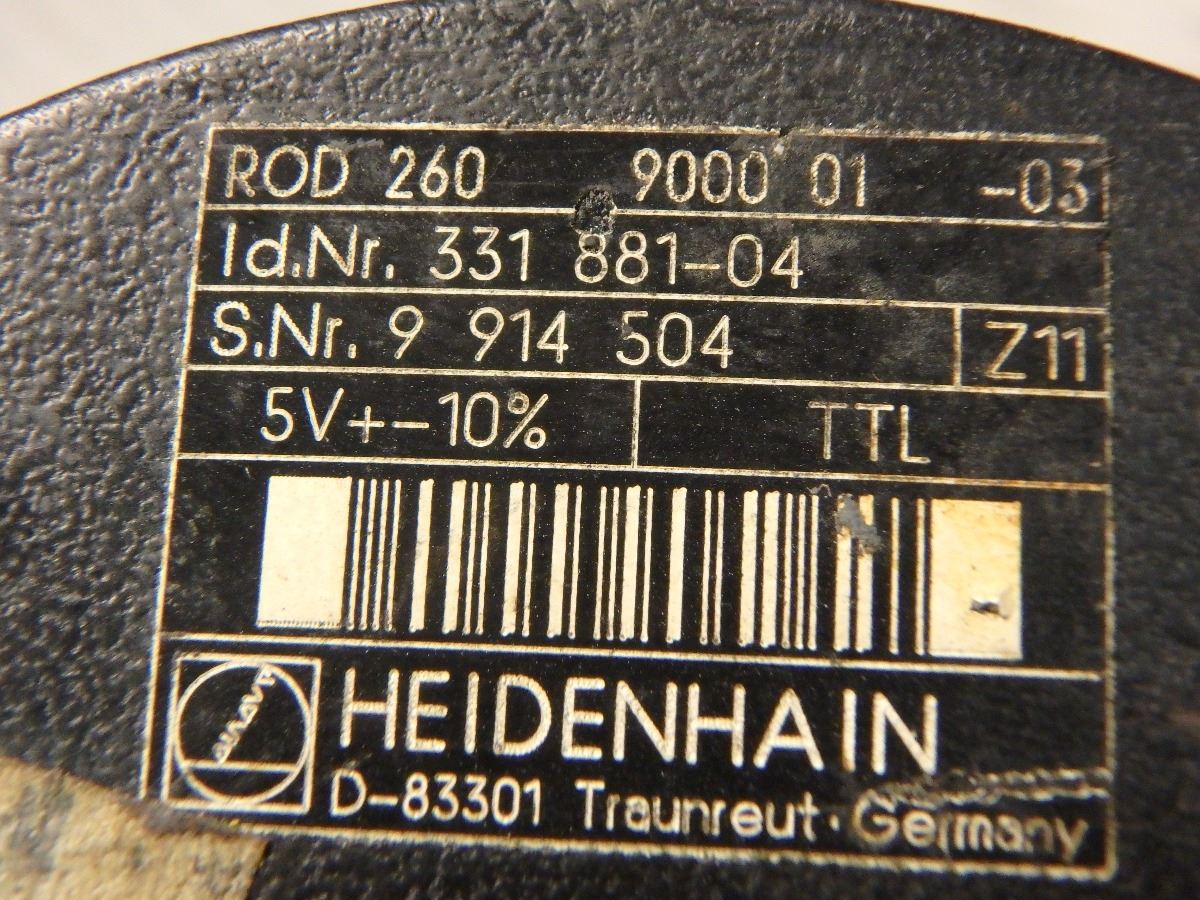 ROD 260 9000 01 -03
Id.Nr. 331 881-04
S.Nr. 9 914 504 Z11
5V+-10% TTL
HEIDENHAIN
D-83301 Traunreut · Germany